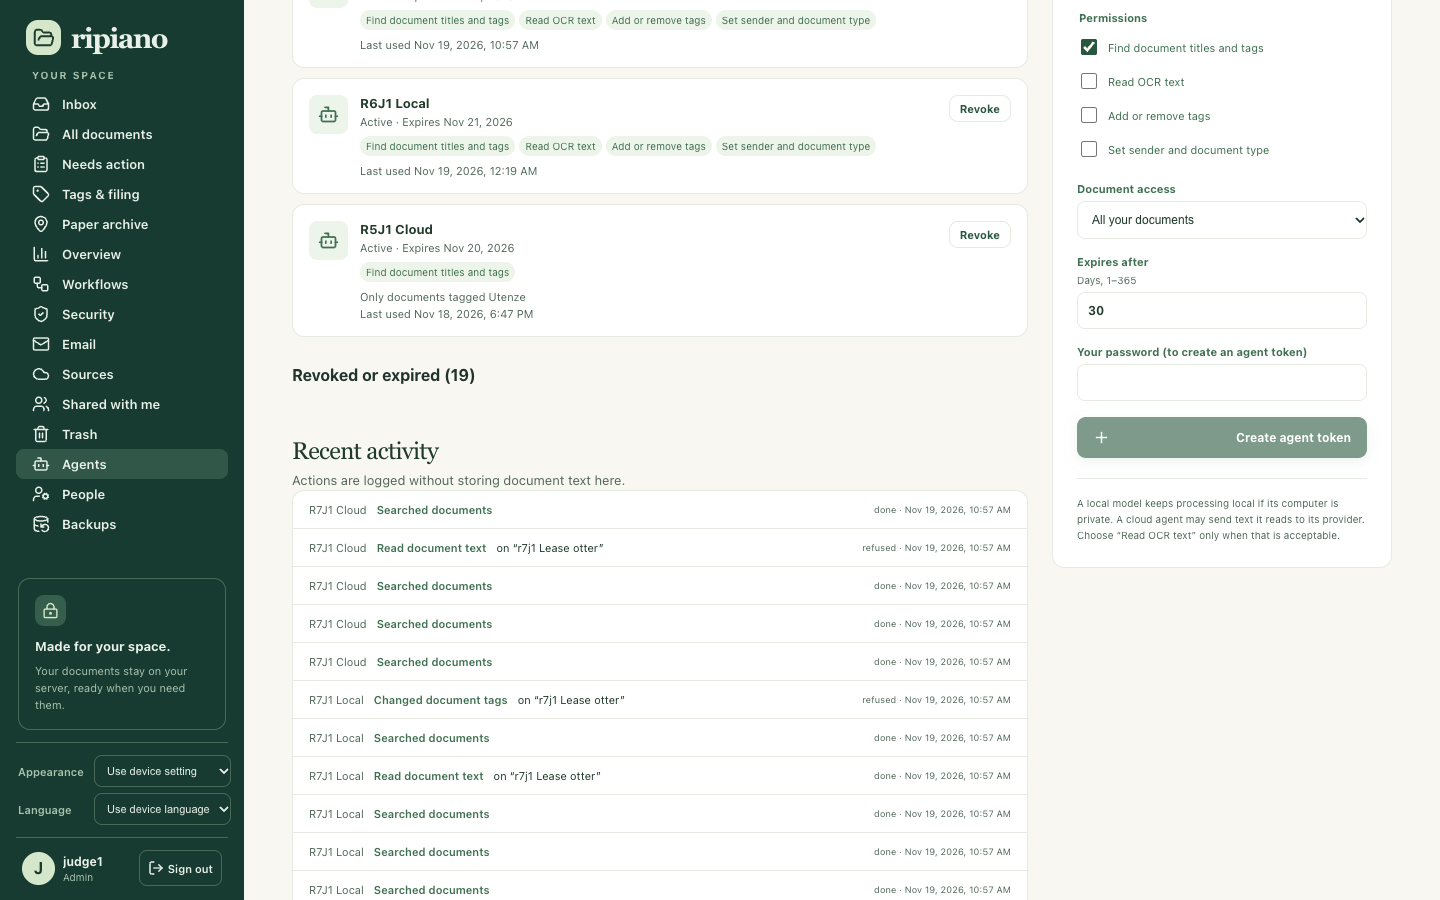 ripiano
YOUR SPACE
Inbox
All documents
Needs action
Tags & filing
Paper archive
Overview
Workflows
Security
Email
Sources
Shared with me
Trash
Agents
People
Backups
Made for your space.
Your documents stay on your
server, ready when you need
them.
Appearance Use device setting
Language Use device language
J judge1
Admin
Sign out
Find document titles and tags Read OCR text Add or remove tags Set sender and document type
Last used Nov 19, 2026, 10:57 AM
R6J1 Local
Active · Expires Nov 21, 2026
Revoke
Find document titles and tags Read OCR text Add or remove tags Set sender and document type
Last used Nov 19, 2026, 12:19 AM
R5J1 Cloud
Active · Expires Nov 20, 2026
Revoke
Find document titles and tags
Only documents tagged Utenze
Last used Nov 18, 2026, 6:47 PM
Revoked or expired (19)
Recent activity
Actions are logged without storing document text here.
R7J1 Cloud Searched documents done · Nov 19, 2026, 10:57 AM
R7J1 Cloud Read document text on “r7j1 Lease otter” refused · Nov 19, 2026, 10:57 AM
R7J1 Cloud Searched documents done · Nov 19, 2026, 10:57 AM
R7J1 Cloud Searched documents done · Nov 19, 2026, 10:57 AM
R7J1 Cloud Searched documents done · Nov 19, 2026, 10:57 AM
R7J1 Local Changed document tags on “r7j1 Lease otter” refused · Nov 19, 2026, 10:57 AM
R7J1 Local Searched documents done · Nov 19, 2026, 10:57 AM
R7J1 Local Read document text on “r7j1 Lease otter” done · Nov 19, 2026, 10:57 AM
R7J1 Local Searched documents done · Nov 19, 2026, 10:57 AM
R7J1 Local Searched documents done · Nov 19, 2026, 10:57 AM
R7J1 Local Searched documents done · Nov 19, 2026, 10:57 AM
Permissions
Find document titles and tags
Read OCR text
Add or remove tags
Set sender and document type
Document access
All your documents
Expires after
Days, 1–365
30
Your password (to create an agent token)
Create agent token
A local model keeps processing local if its computer is
private. A cloud agent may send text it reads to its provider.
Choose “Read OCR text” only when that is acceptable.